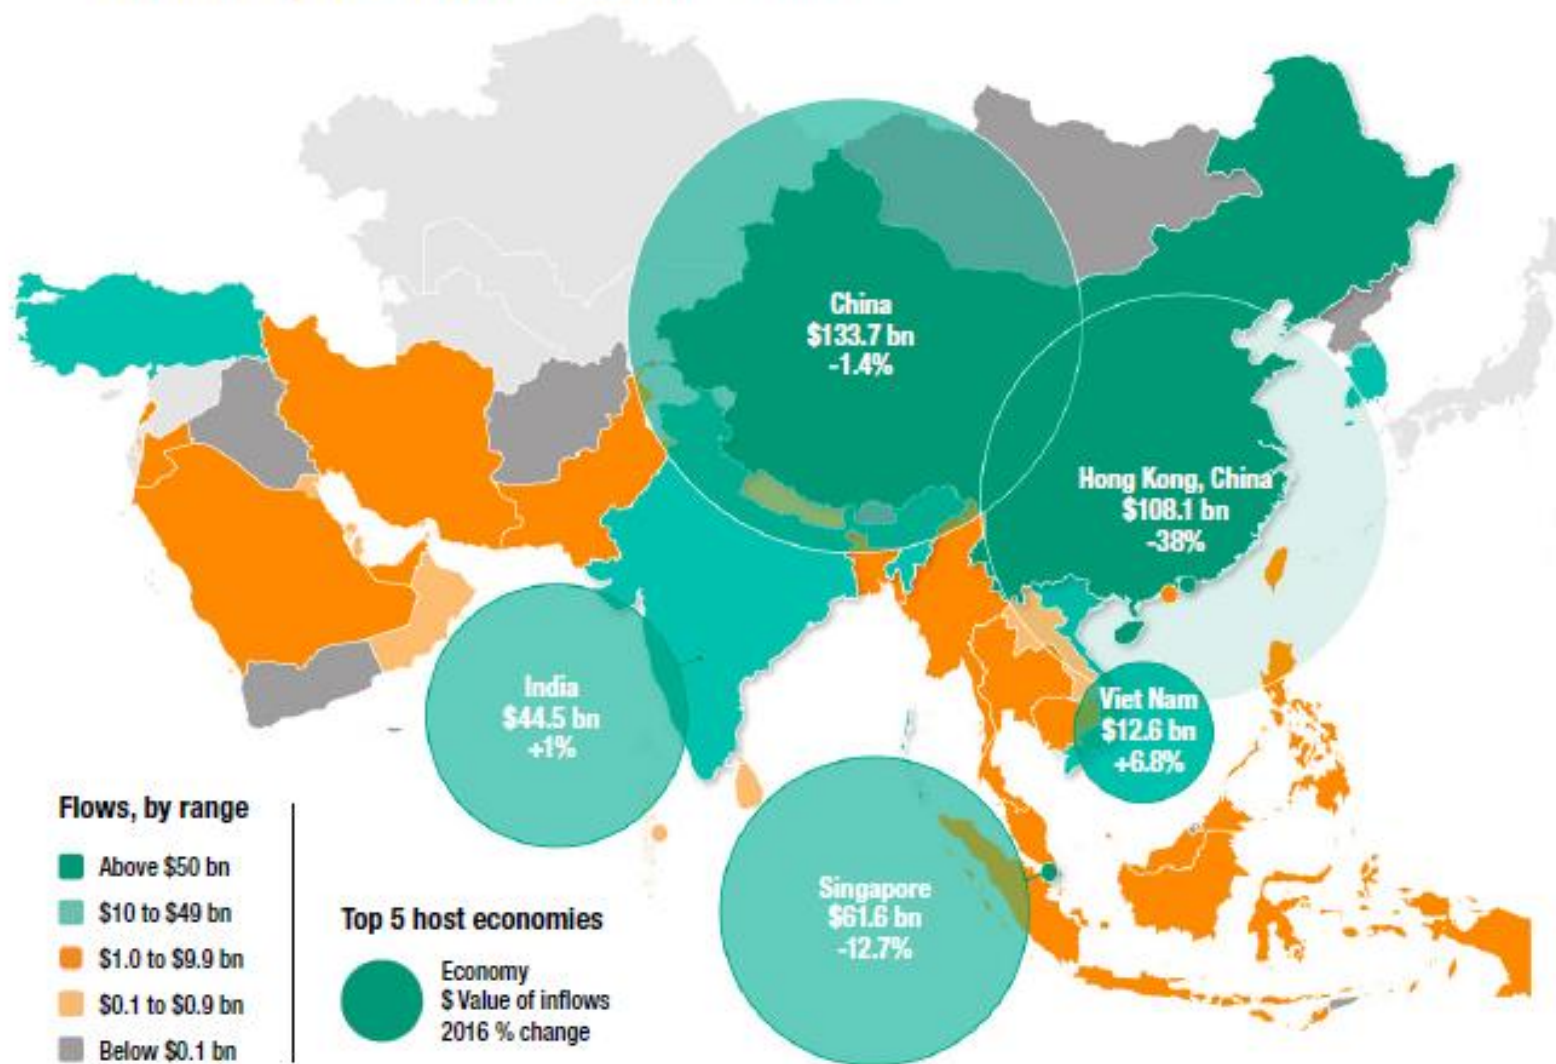 China
$133.7 bn
-1.4%
Hong Kong, China
$108.1 bn
-38%
India
$44.5 bn
+1%
Viet Nam
$12.6 bn
+6.8%
Singapore
$61.6 bn
-12.7%
Flows, by range
Above $50 bn
$10 to $49 bn
$1.0 to $9.9 bn
$0.1 to $0.9 bn
Below $0.1 bn
Top 5 host economies
Economy
$ Value of inflows
2016 % change